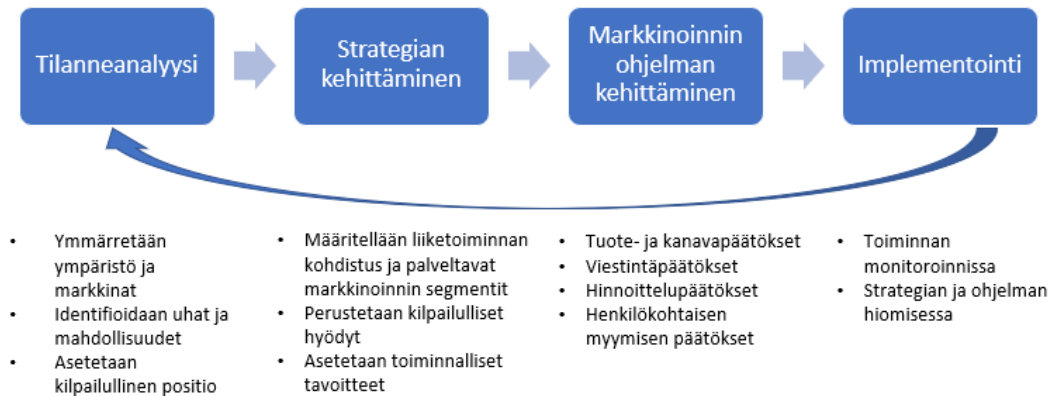 Tilanneanalyysi
Strategian
kehittäminen
Markkinoinnin
ohjelman
kehittäminen
Implementointi
• Ymmärretään
ympäristö ja
markkinat
• Identifioidaan uhat ja
mahdollisuudet
• Asetetaan
kilpailullinen positio
• Määritellään liiketoiminnan
kohdistus ja palveltavat
markkinoinnin segmentit
• Perustetaan kilpailulliset
hyödyt
• Asetetaan toiminnalliset
tavoitteet
• Tuote- ja kanavapäätökset
• Viestintäpäätökset
• Hinnoittelupäätökset
• Henkilökohtaisen
myymisen päätökset
• Toiminnan
monitoroinnissa
• Strategian ja ohjelman
hiomisessa